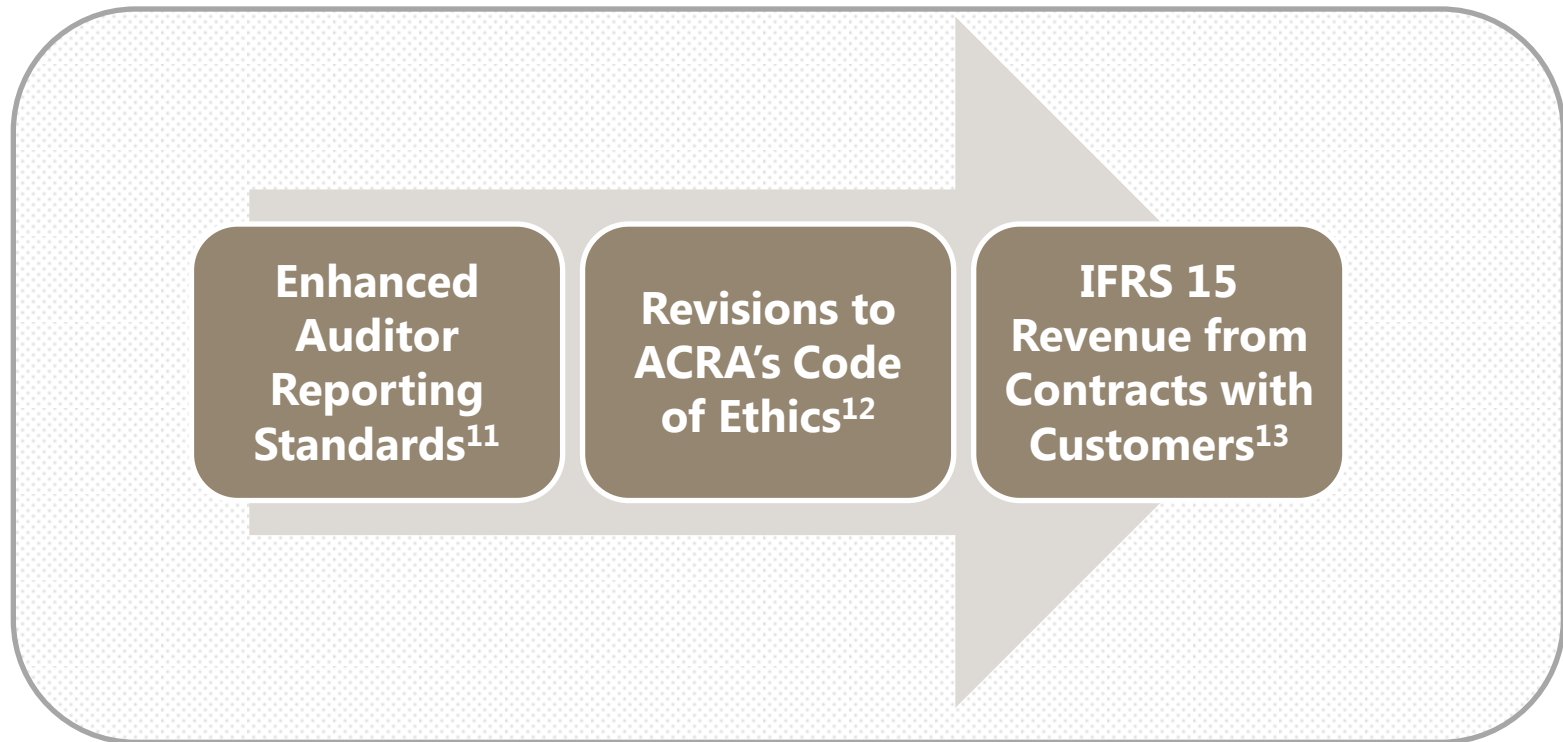 Enhanced
Auditor
Reporting
Standards¹¹
Revisions to
ACRA’s Code
of Ethics¹²
IFRS 15
Revenue from
Contracts with
Customers¹³